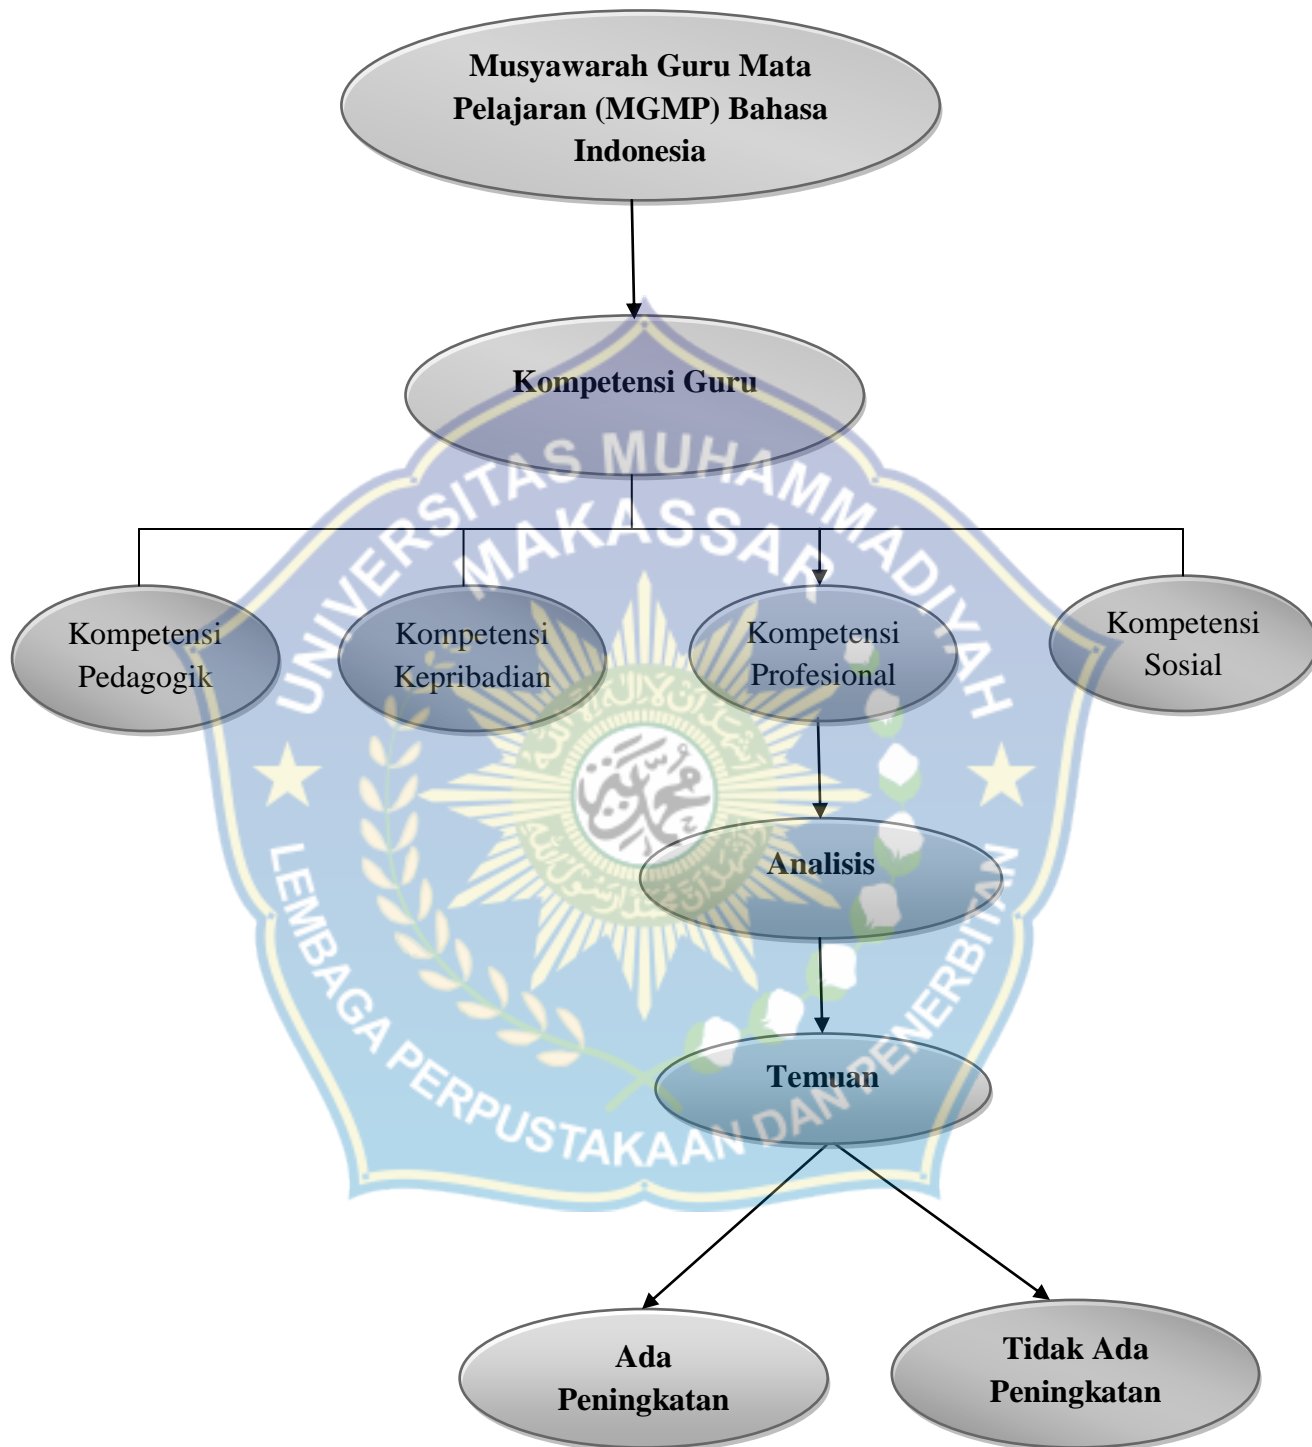 Musyawarah Guru Mata
Pelajaran (MGMP) Bahasa
Indonesia
Kompetensi Guru
UNIVERSITAS MUHAMMADIYAH
MAKASSAR
Kompetensi
Pedagogik
Kompetensi
Kepribadian
Kompetensi
Profesional
Kompetensi
Sosial
Analisis
Temuan
LEMBAGA PERPUSTAKAAN DAN PENERBITAN
Ada
Peningkatan
Tidak Ada
Peningkatan